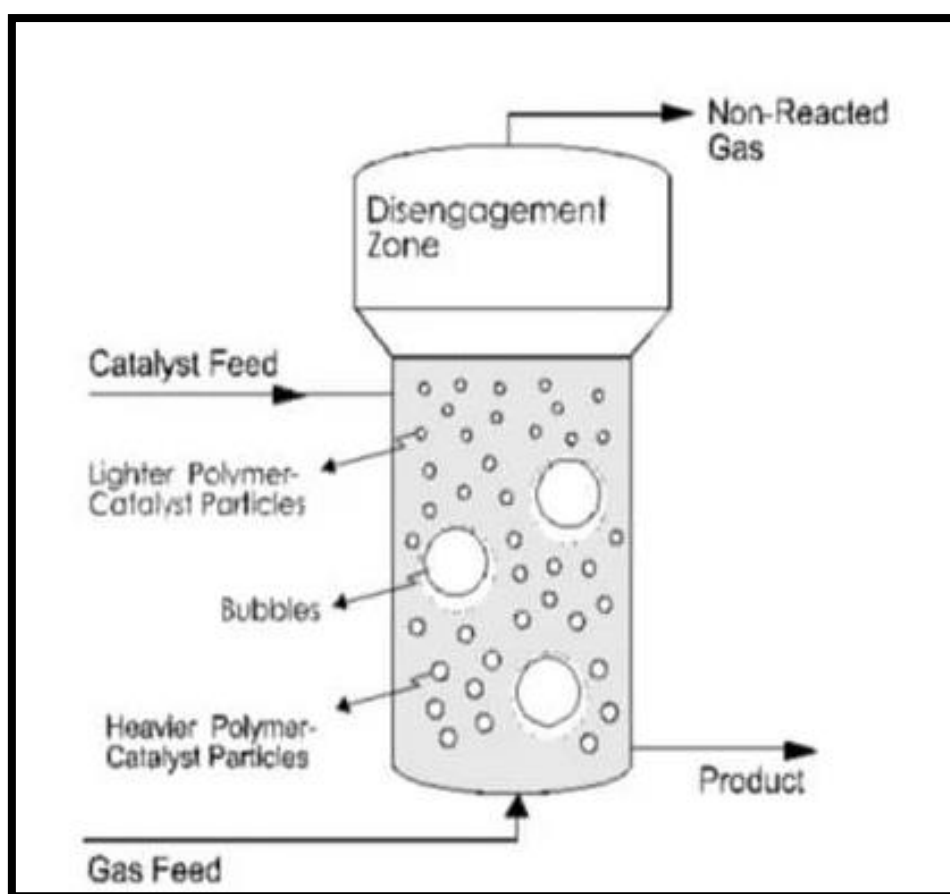 Non-Reacted
Gas
Disengagement
Zone
Catalyst Feed
Lighter Polymer-
Catalyst Particles
Bubbles
Heavier Polymer-
Catalyst Particles
Product
Gas Feed